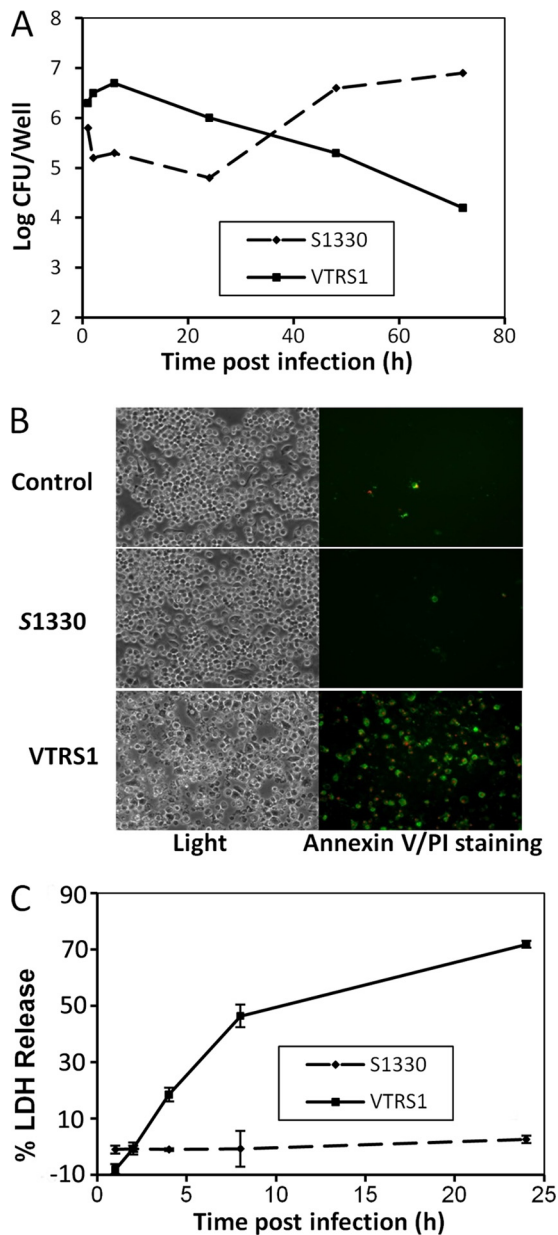 A
8
7
6
5
4
3
2
Log CFU/Well
S1330
VTRS1
0 20 40 60 80
Time post infection (h)
B
Control
S1330
VTRS1
Light Annexin V/PI staining
C
90
70
50
30
10
-10
% LDH Release
S1330
VTRS1
0 5 10 15 20 25
Time post infection (h)